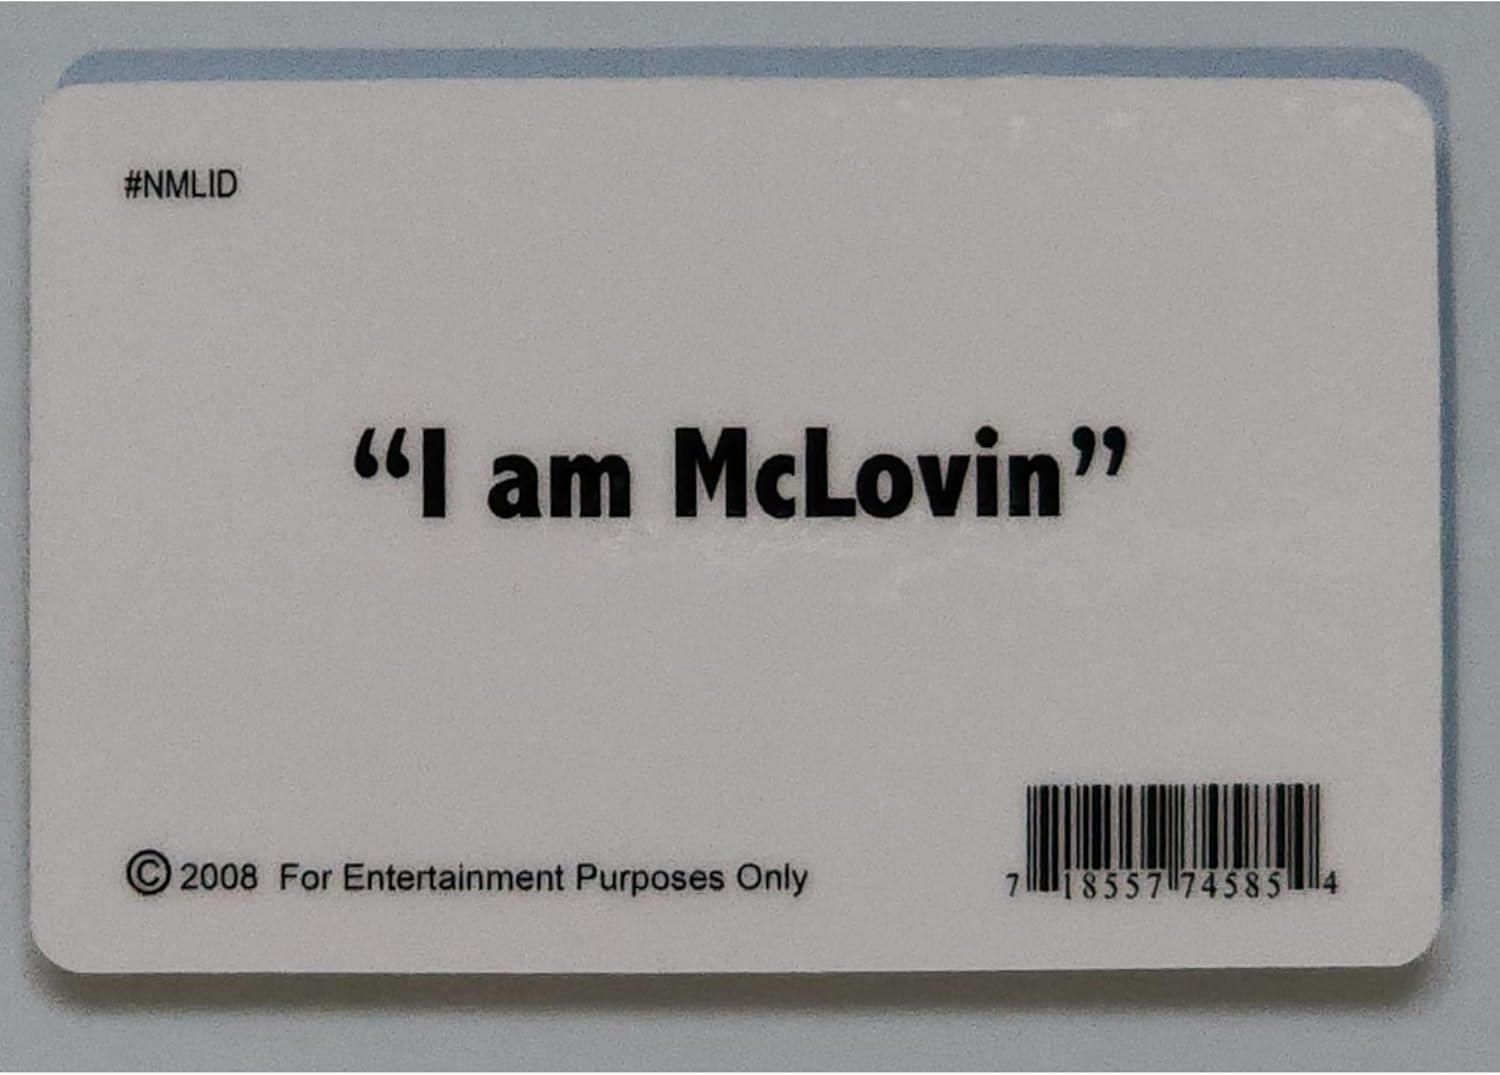 #NMLID
“I am McLovin”
© 2008 For Entertainment Purposes Only
7 18557 74585 4